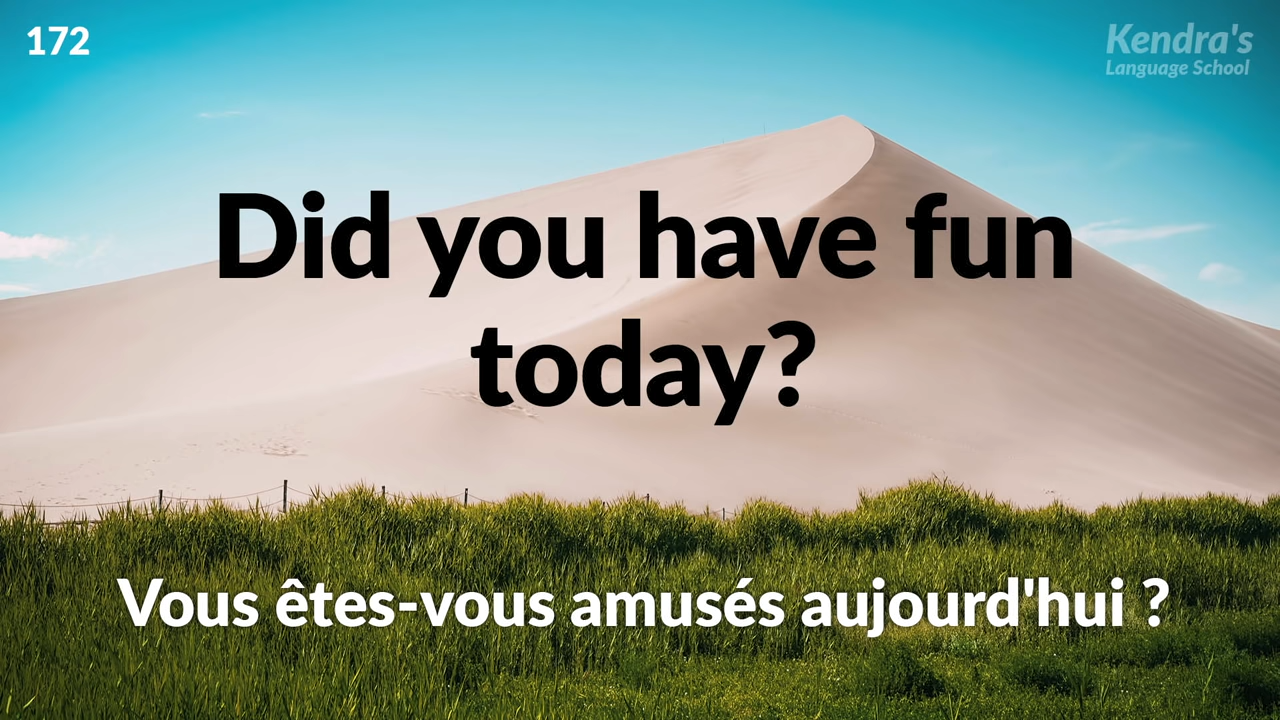 172
Kendra's
Language School
Did you have fun
today?
Vous êtes-vous amusés aujourd'hui ?